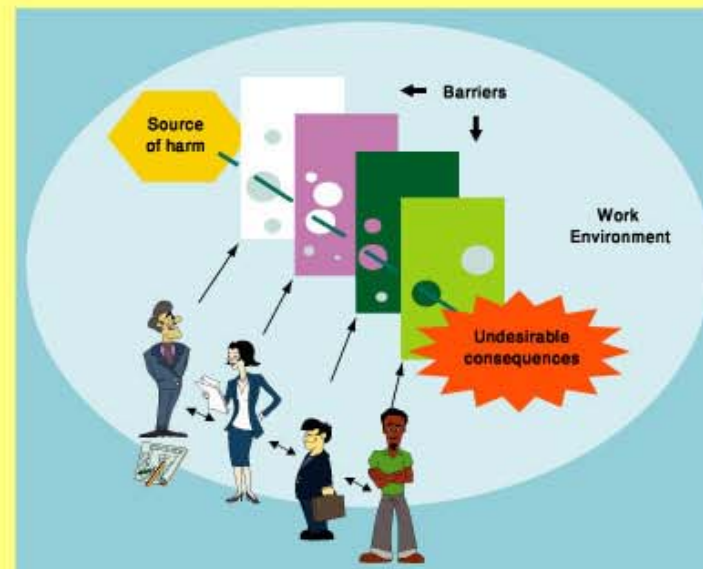 Source
of harm
Barriers
Work
Environment
Undesirable
consequences